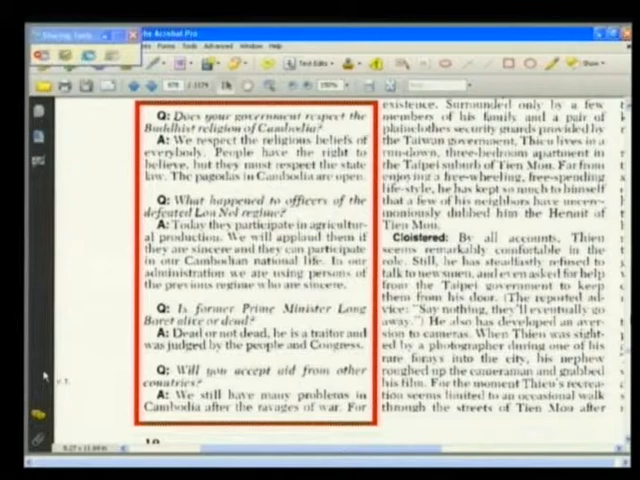 Adobe Acrobat Pro
Forms Tools Advanced Window Help
Text Edits
Show
678 / 1179
150%
Q: Does your government respect the
Buddhist religion of Cambodia?
A: We respect the religious beliefs of
everybody. People have the right to
believe, but they must respect the state
law. The pagodas in Cambodia are open.
Q: What happened to officers of the
defeated Lon Nol regime?
A: Today they participate in agricultur-
al production. We will applaud them if
they are sincere and they can participate
in our Cambodian national life. In our
administration we are using persons of
the previous regime who are sincere.
Q: Is former Prime Minister Long
Boret alive or dead?
A: Dead or not dead, he is a traitor and
was judged by the people and Congress.
Q: Will you accept aid from other
countries?
A: We still have many problems in
Cambodia after the ravages of war. For
existence. Surrounded only by a few
members of his family and a pair of
plainclothes security guards provided by
the Taiwan government, Thieu lives in a
run-down, three-bedroom apartment in
the Taipei suburb of Tien Mou. Far from
enjoying a free-wheeling, free-spending
life-style, he has kept so much to himself
that a few of his neighbors have uncere-
moniously dubbed him the Hermit of
Tien Mou.
Cloistered: By all accounts, Thieu
seems remarkably comfortable in the
role. Still, he has steadfastly refused to
talk to newsmen, and even asked for help
from the Taipei government to keep
them from his door. (The reported ad-
vice: "Say nothing, they'll eventually go
away.") He also has developed an aver-
sion to cameras. When Thieu was sight-
ed by a photographer during one of his
rare forays into the city, his nephew
roughed up the cameraman and grabbed
his film. For the moment Thieu's recrea-
tion seems limited to an occasional walk
through the streets of Tien Mou after